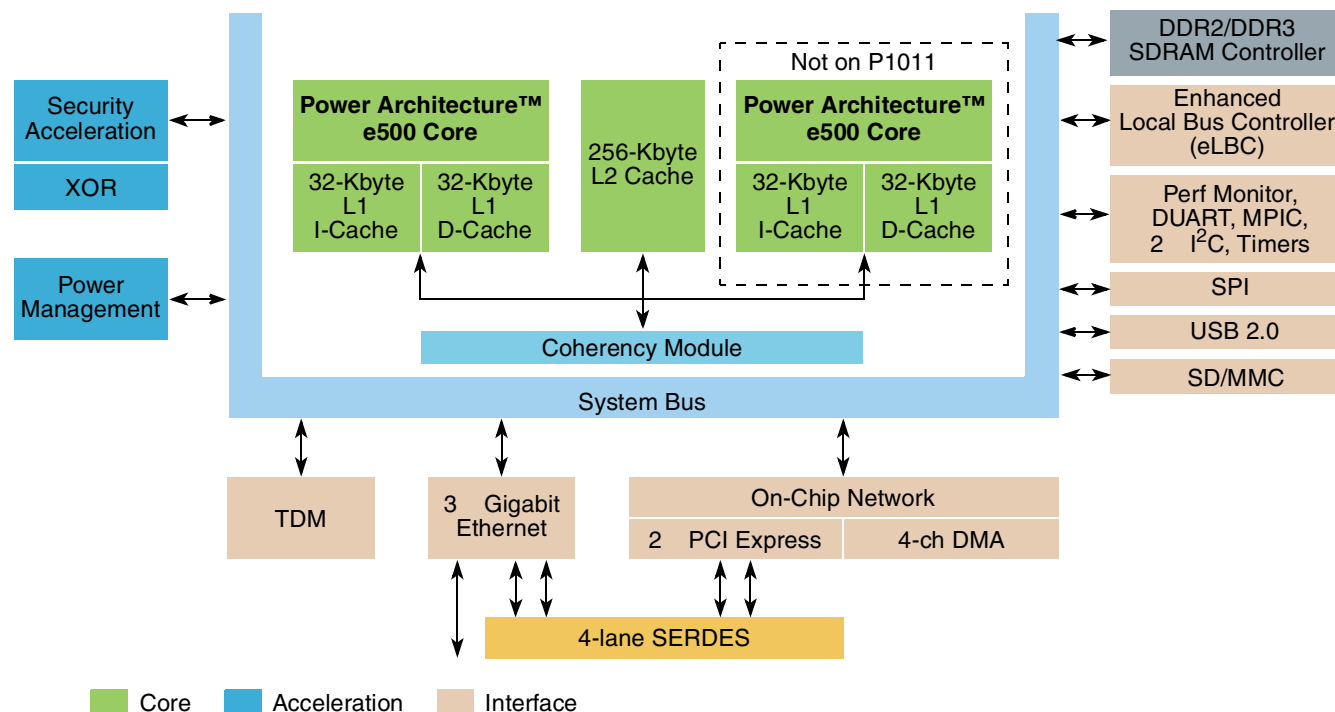 Security
Acceleration
XOR
Power
Management
Power Architecture™
e500 Core
32-Kbyte
L1
I-Cache
32-Kbyte
L1
D-Cache
256-Kbyte
L2 Cache
Not on P1011
Power Architecture™
e500 Core
32-Kbyte
L1
I-Cache
32-Kbyte
L1
D-Cache
Coherency Module
System Bus
DDR2/DDR3
SDRAM Controller
Enhanced
Local Bus Controller
(eLBC)
Perf Monitor,
DUART, MPIC,
2 I²C, Timers
SPI
USB 2.0
SD/MMC
TDM
3 Gigabit
Ethernet
On-Chip Network
2 PCI Express
4-ch DMA
4-lane SERDES
Core
Acceleration
Interface